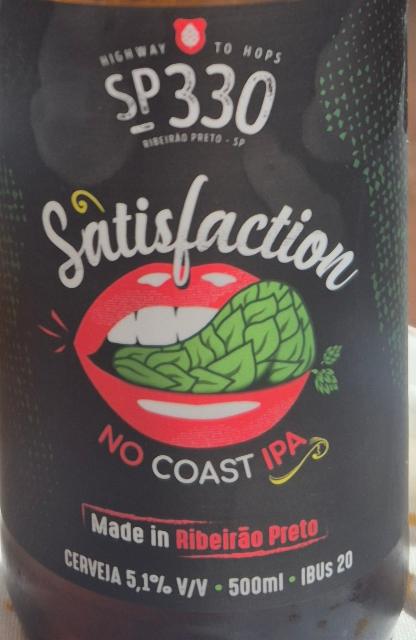 HIGHWAY TO HOPS
SP330
RIBEIRÃO PRETO - SP
Satisfaction
NO COAST IPA
Made in Ribeirão Preto
CERVEJA 5,1% V/V • 500ml • IBUs 20